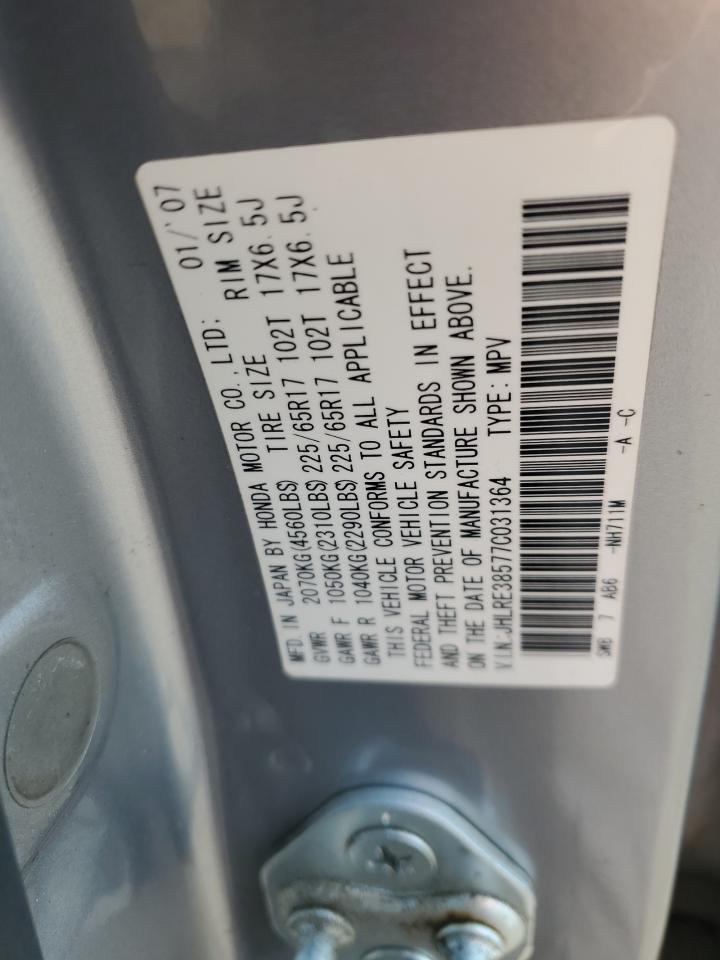 MFD. IN JAPAN BY HONDA MOTOR CO.,LTD: 01/'07
GVWR 2070KG(4560LBS) TIRE SIZE RIM SIZE
GAWR F 1050KG(2310LBS)225/65R17 102T 17X6.5J
GAWR R 1040KG(2290LBS)225/65R17 102T 17X6.5J
THIS VEHICLE CONFORMS TO ALL APPLICABLE
FEDERAL MOTOR VEHICLE SAFETY
AND THEFT PREVENTION STANDARDS IN EFFECT
ON THE DATE OF MANUFACTURE SHOWN ABOVE.
V.I.N:JHLRE38577C031364 TYPE:MPV
SWB 7 AB6 -NH711M -A -C